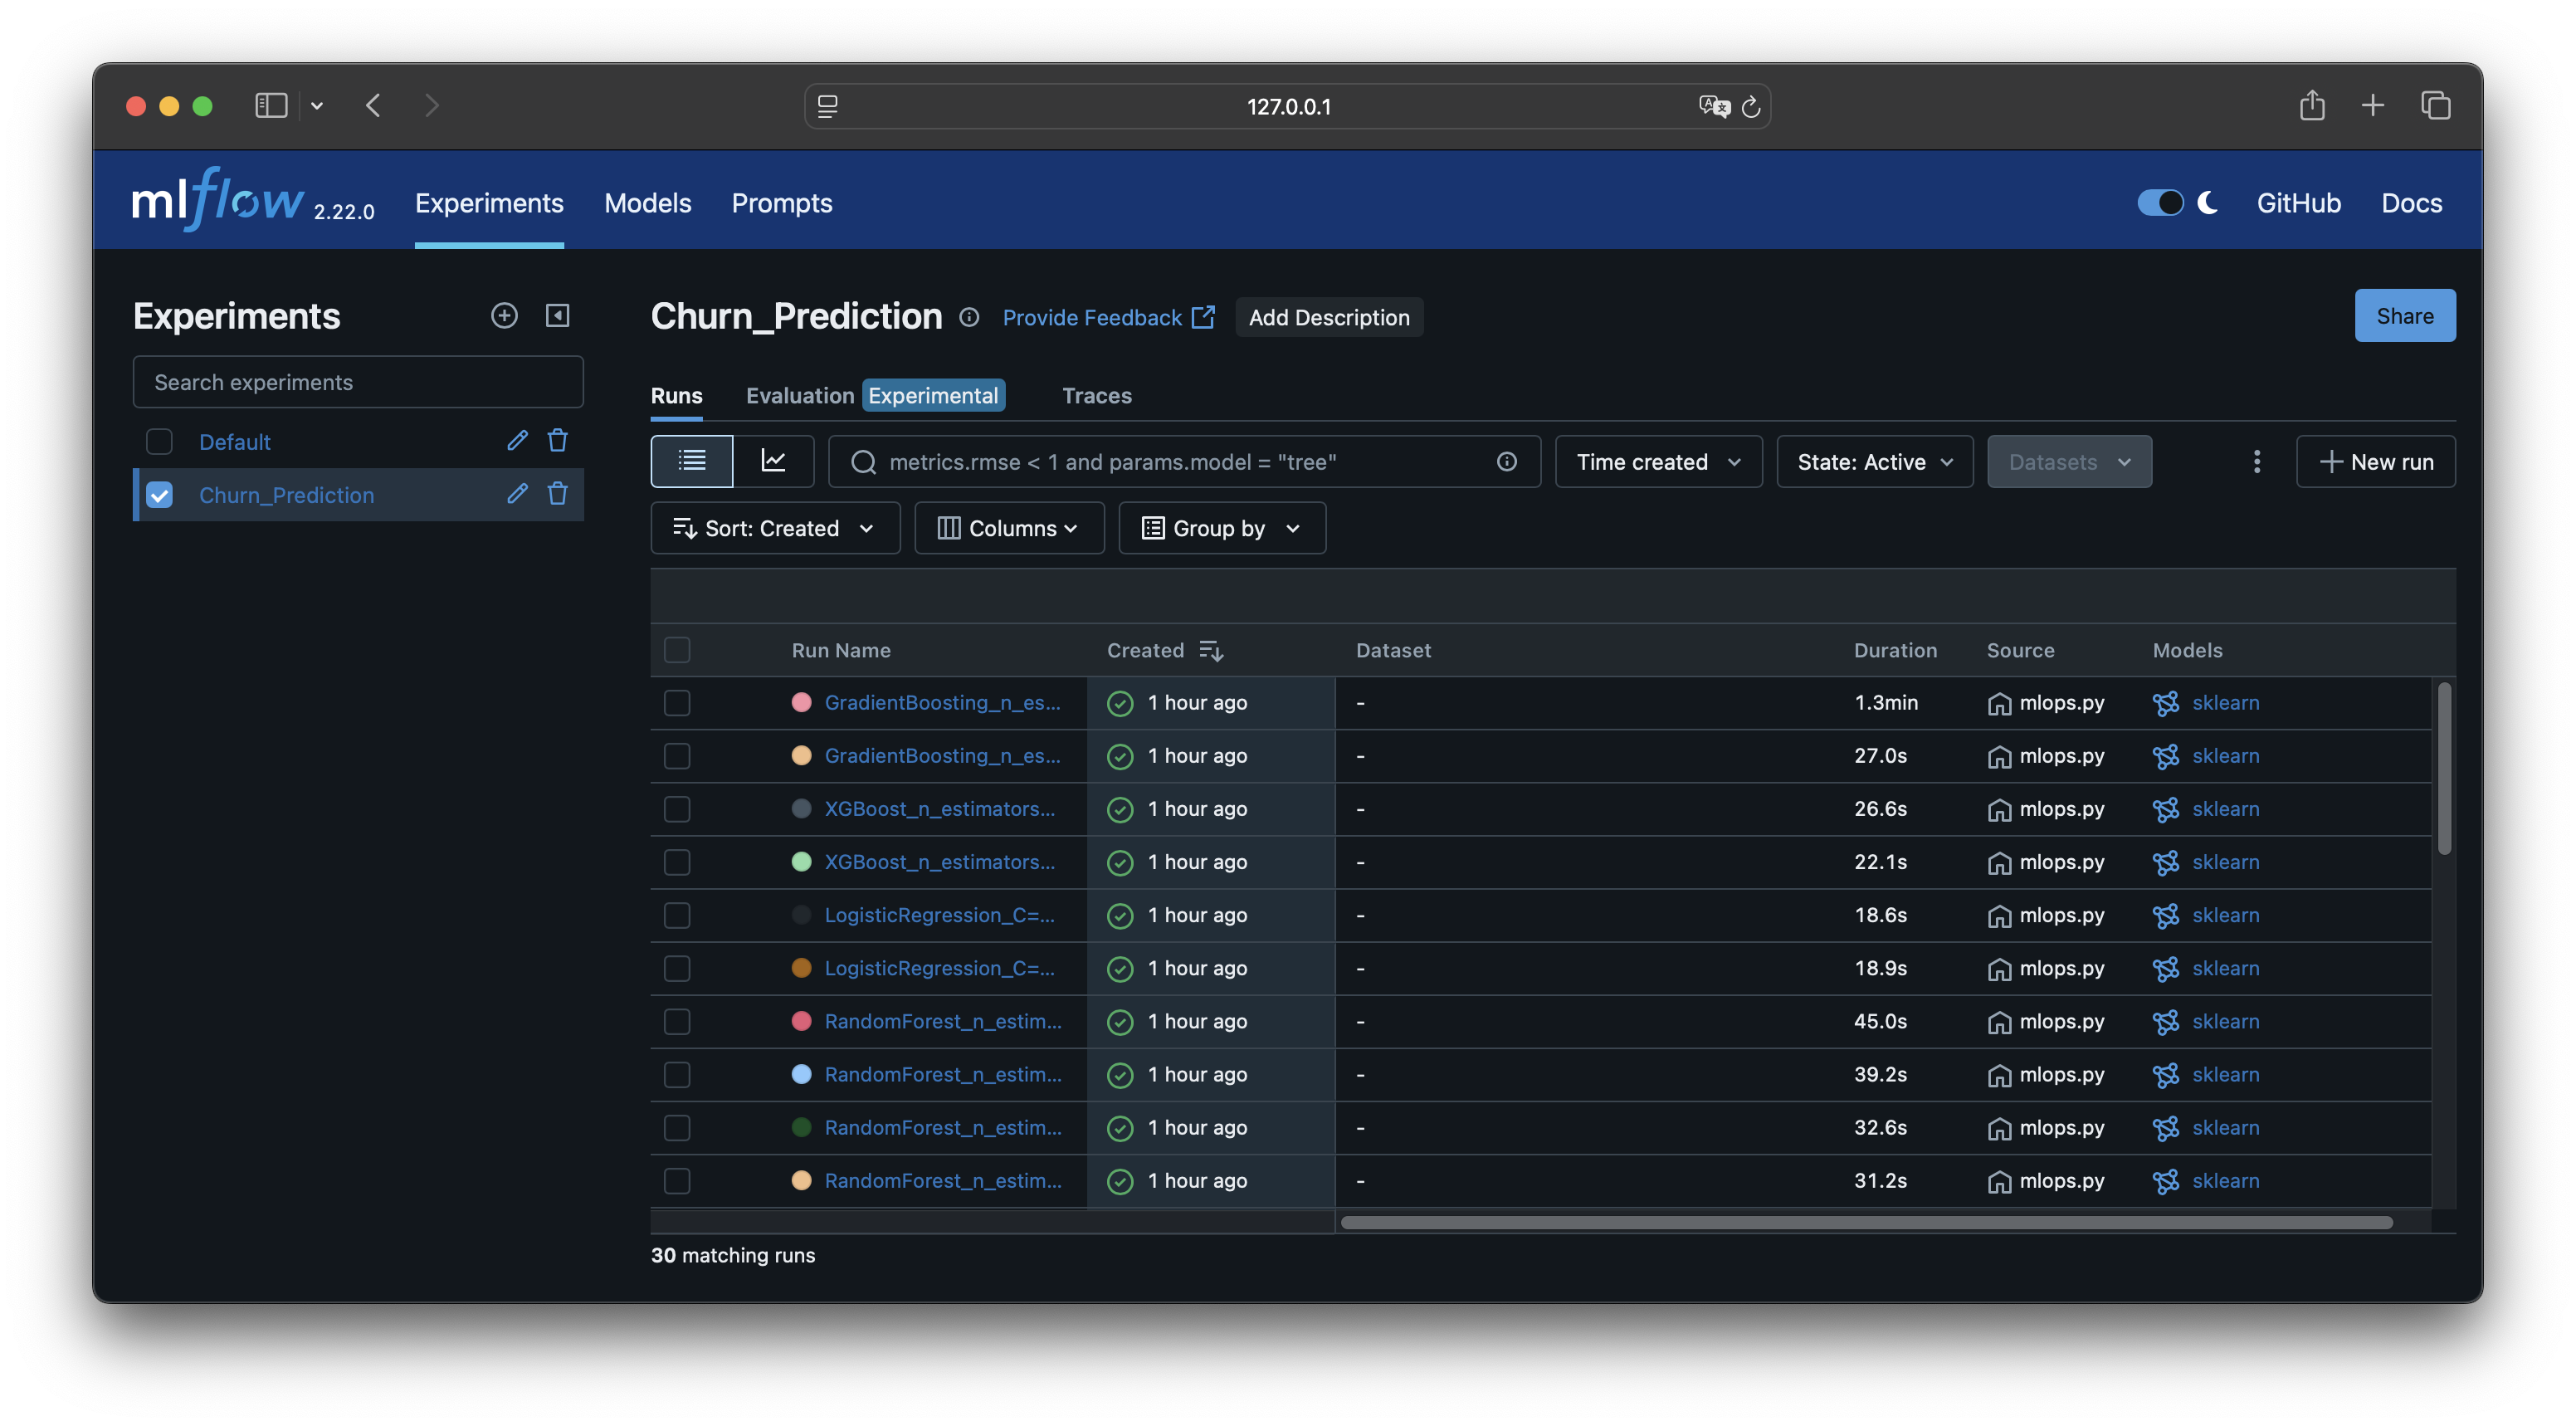 127.0.0.1
mlflow 2.22.0 Experiments Models Prompts GitHub Docs
Experiments
Search experiments
Default
Churn_Prediction
Churn_Prediction Provide Feedback Add Description Share
Runs Evaluation Experimental Traces
metrics.rmse < 1 and params.model = "tree" Time created State: Active Datasets New run
Sort: Created Columns Group by
Run Name Created Dataset Duration Source Models
GradientBoosting_n_es... 1 hour ago - 1.3min mlops.py sklearn
GradientBoosting_n_es... 1 hour ago - 27.0s mlops.py sklearn
XGBoost_n_estimators... 1 hour ago - 26.6s mlops.py sklearn
XGBoost_n_estimators... 1 hour ago - 22.1s mlops.py sklearn
LogisticRegression_C=... 1 hour ago - 18.6s mlops.py sklearn
LogisticRegression_C=... 1 hour ago - 18.9s mlops.py sklearn
RandomForest_n_estim... 1 hour ago - 45.0s mlops.py sklearn
RandomForest_n_estim... 1 hour ago - 39.2s mlops.py sklearn
RandomForest_n_estim... 1 hour ago - 32.6s mlops.py sklearn
RandomForest_n_estim... 1 hour ago - 31.2s mlops.py sklearn
30 matching runs